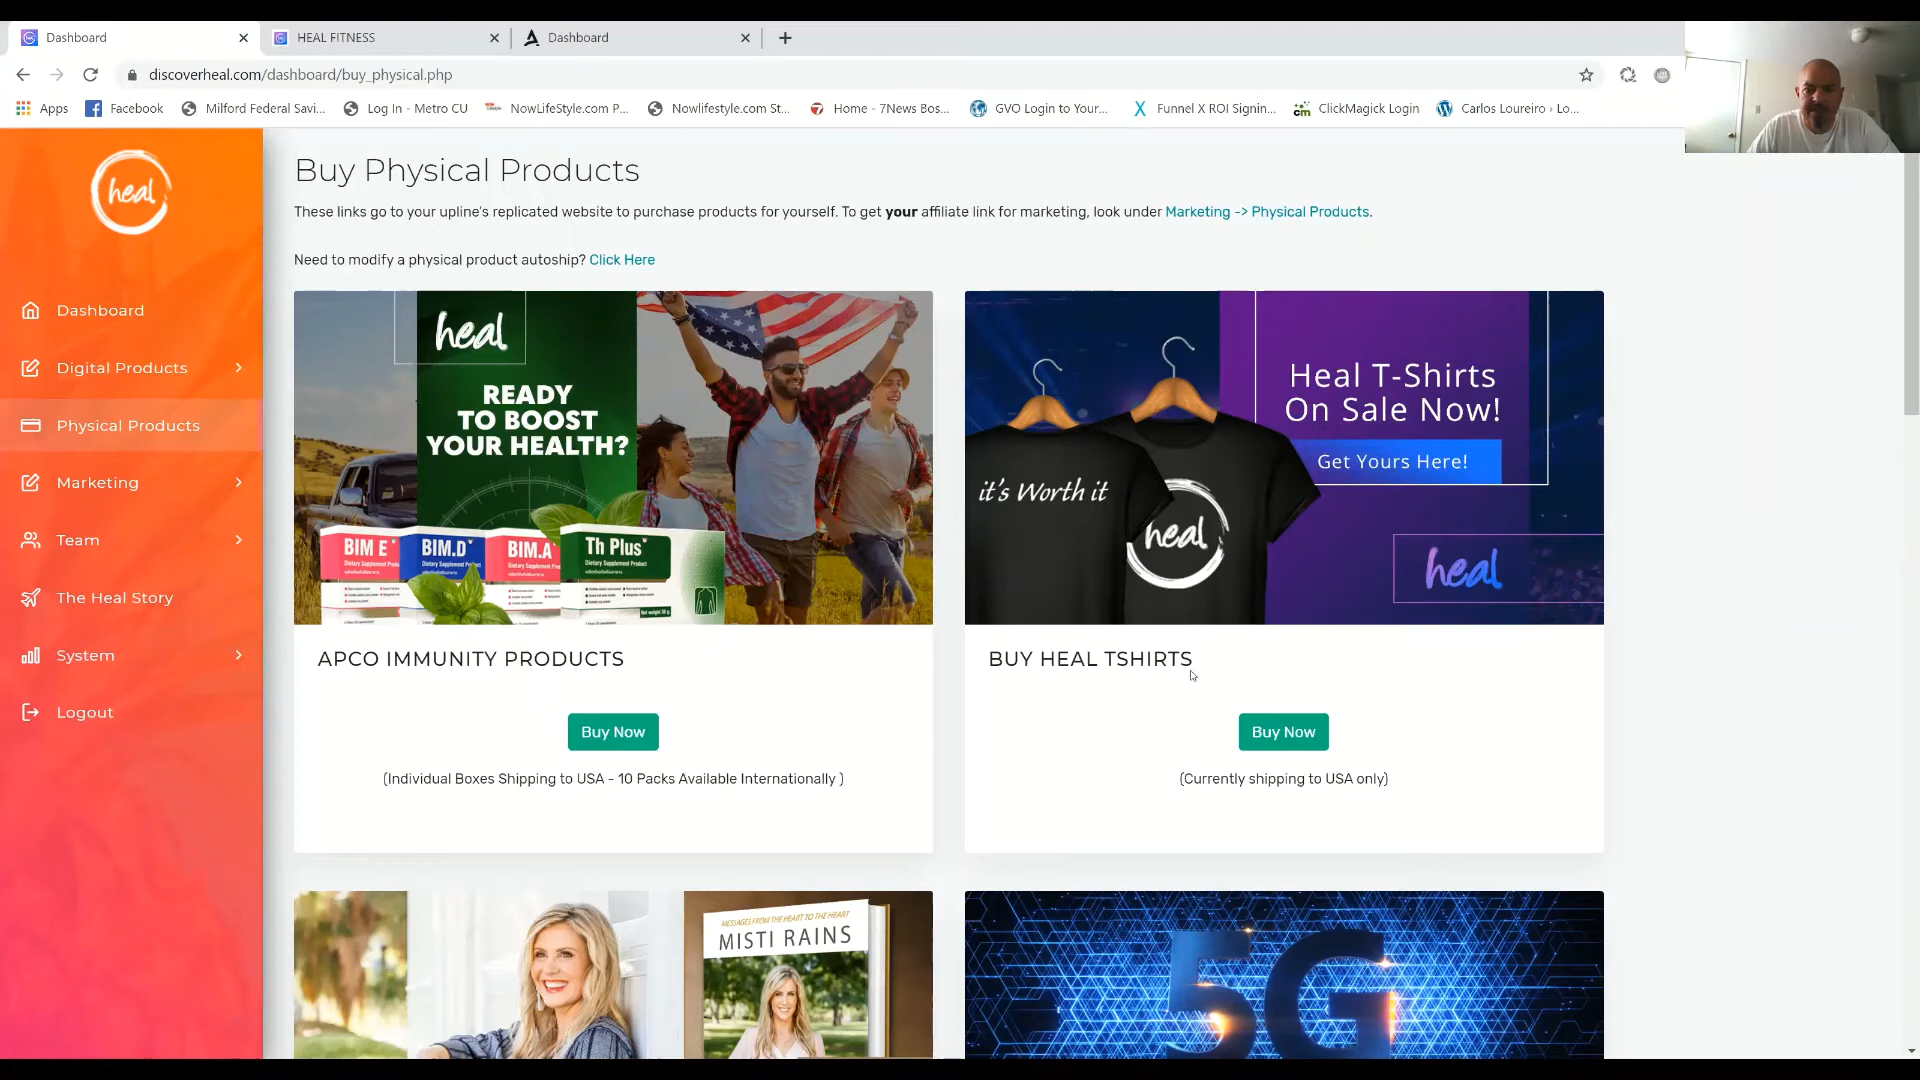 Dashboard
HEAL FITNESS
Dashboard
discoverheal.com/dashboard/buy_physical.php
Apps
Facebook
Milford Federal Savi...
Log In - Metro CU
NowLifeStyle.com P...
Nowlifestyle.com St...
Home - 7News Bos...
GVO Login to Your...
Funnel X ROI Signin...
ClickMagick Login
Carlos Loureiro › Lo...
heal
Dashboard
Digital Products
Physical Products
Marketing
Team
The Heal Story
System
Logout
Buy Physical Products
These links go to your upline's replicated website to purchase products for yourself. To get your affiliate link for marketing, look under Marketing -> Physical Products.
Need to modify a physical product autoship? Click Here
heal
READY
TO BOOST
YOUR HEALTH?
BIM E
BIM.D
BIM.A
Th Plus
Dietary Supplement Product
APCO IMMUNITY PRODUCTS
Buy Now
(Individual Boxes Shipping to USA - 10 Packs Available Internationally )
it's Worth it
heal
Heal T-Shirts
On Sale Now!
Get Yours Here!
heal
BUY HEAL TSHIRTS
Buy Now
(Currently shipping to USA only)
MESSAGES FROM THE HEART TO THE HEART
MISTI RAINS
5G